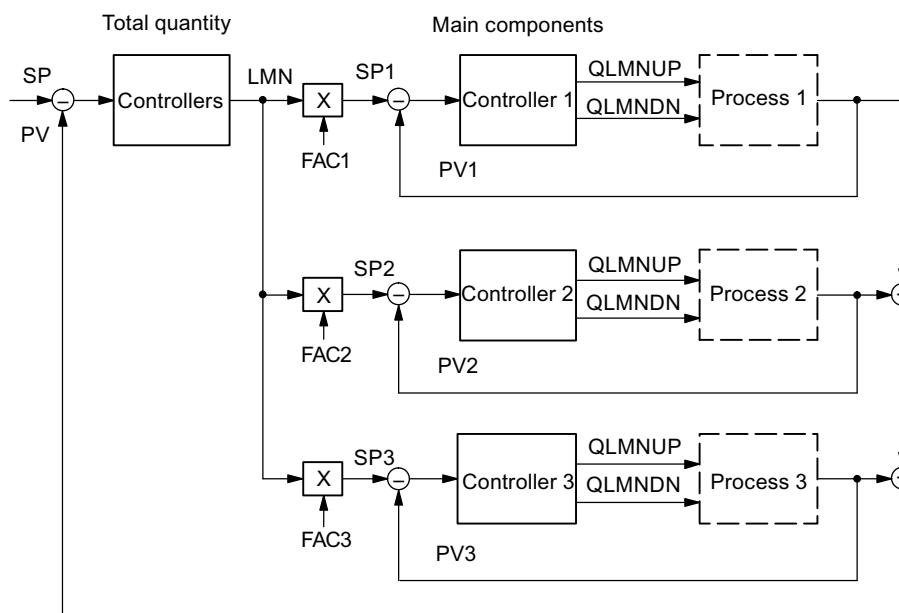 Total quantity
Main components
SP
PV
Controllers
LMN
X
FAC1
SP1
Controller 1
QLMNUP
QLMNDN
Process 1
PV1
X
FAC2
SP2
Controller 2
QLMNUP
QLMNDN
Process 2
PV2
X
FAC3
SP3
Controller 3
QLMNUP
QLMNDN
Process 3
PV3